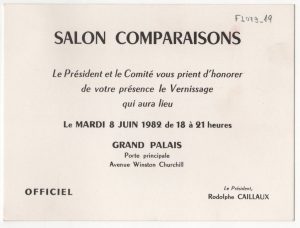 F2013_19
SALON COMPARAISONS
Le Président et le Comité vous prient d'honorer
de votre présence le Vernissage
qui aura lieu
Le MARDI 8 JUIN 1982 de 18 à 21 heures
GRAND PALAIS
Porte principale
Avenue Winston Churchill
OFFICIEL
Le Président,
Rodolphe CAILLAUX